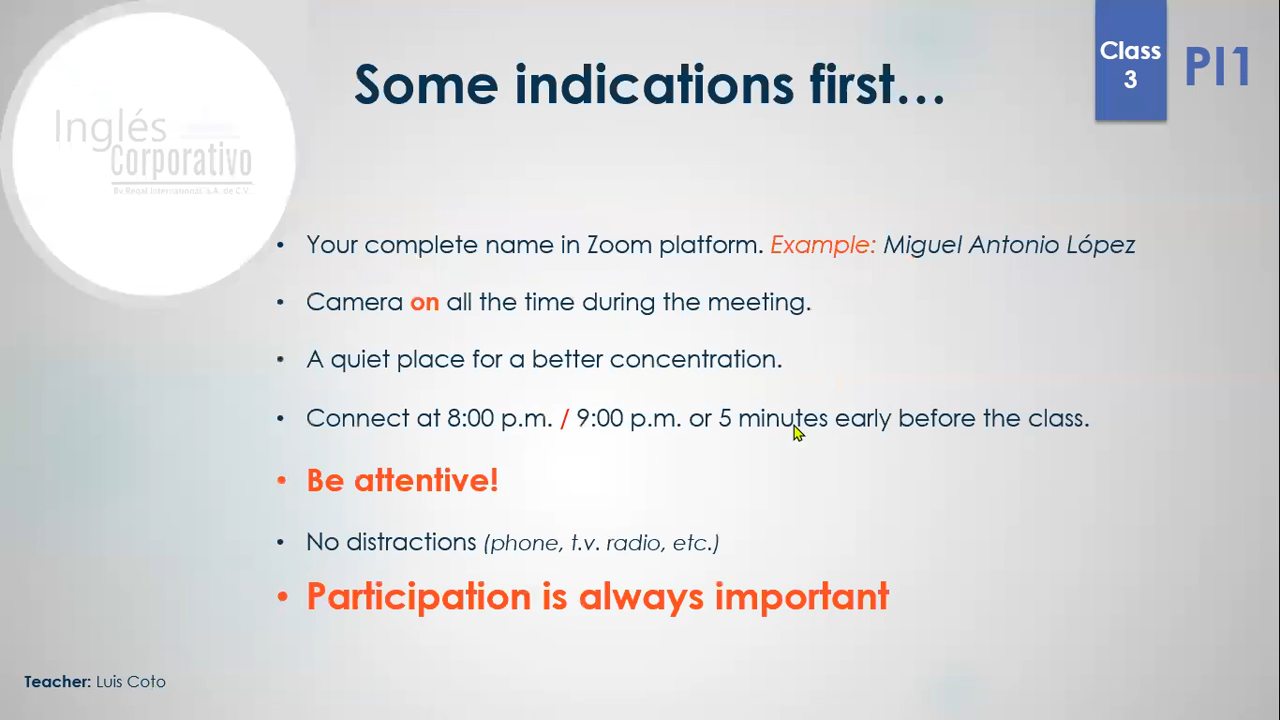 Some indications first…
Class
3
PI1
Inglés
Corporativo
By Regal International S.A. de C.V.
• Your complete name in Zoom platform. Example: Miguel Antonio López
• Camera on all the time during the meeting.
• A quiet place for a better concentration.
• Connect at 8:00 p.m. / 9:00 p.m. or 5 minutes early before the class.
• Be attentive!
• No distractions (phone, t.v. radio, etc.)
• Participation is always important
Teacher: Luis Coto